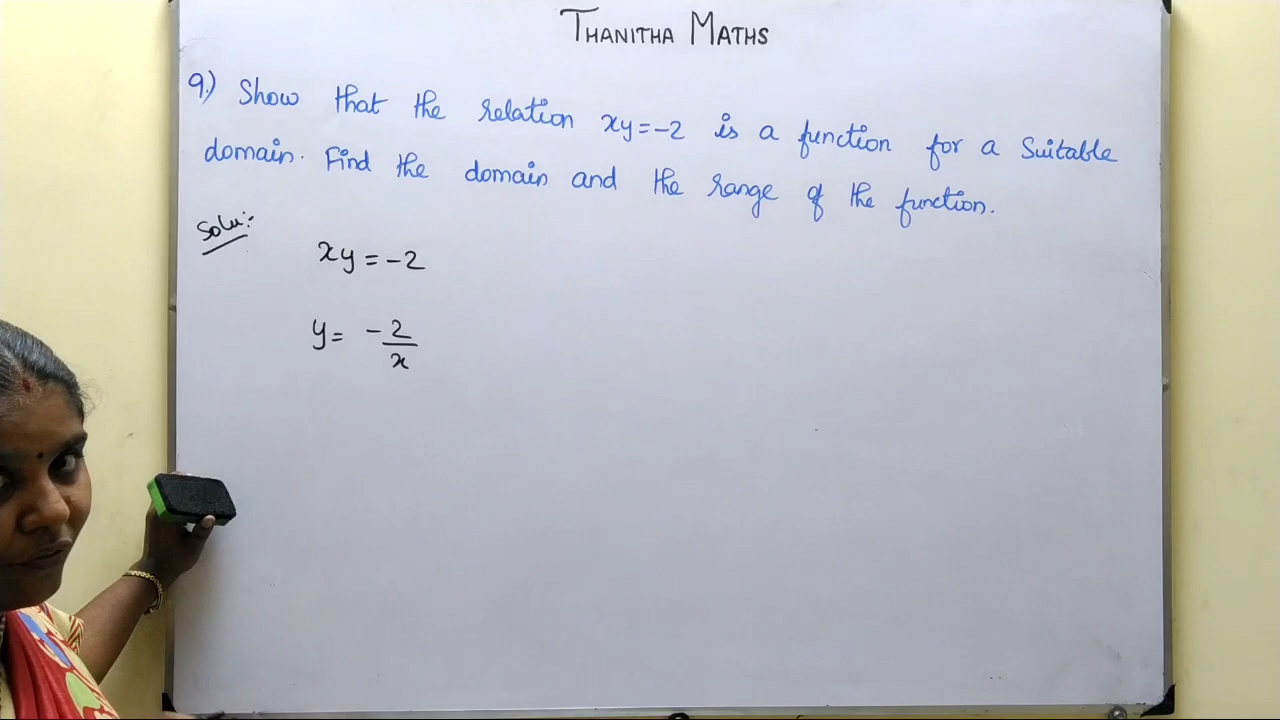 THANITHA MATHS
9.) Show that the relation xy=-2 is a function for a Suitable
domain. Find the domain and the range of the function.
Solu:-
xy = -2
y = -2/x